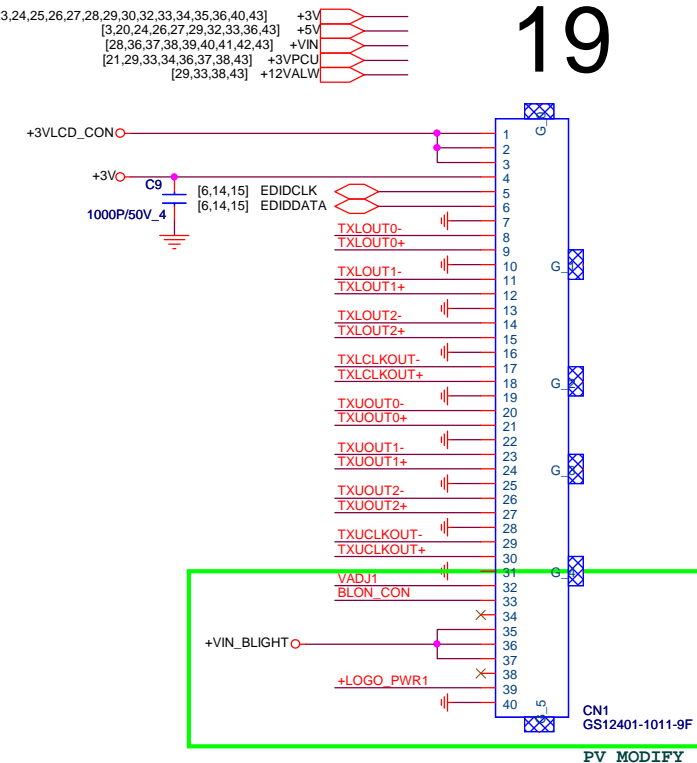 3,24,25,26,27,28,29,30,32,33,34,35,36,40,43] +3V
[3,20,24,26,27,29,32,33,36,43] +5V
[28,36,37,38,39,40,41,42,43] +VIN
[21,29,33,34,36,37,38,43] +3VPCU
[29,33,38,43] +12VALW
19
G_0
+3VLCD_CON 1
2
3
+3V 4
C9
1000P/50V_4
[6,14,15] EDIDCLK 5
[6,14,15] EDIDDATA 6
7
TXLOUT0- 8
TXLOUT0+ 9
10 G_1
TXLOUT1- 11
TXLOUT1+ 12
13
TXLOUT2- 14
TXLOUT2+ 15
16
TXLCLKOUT- 17
TXLCLKOUT+ 18 G_2
19
TXUOUT0- 20
TXUOUT0+ 21
22
TXUOUT1- 23
TXUOUT1+ 24 G_3
25
TXUOUT2- 26
TXUOUT2+ 27
28
TXUCLKOUT- 29
TXUCLKOUT+ 30
31 G_4
VADJ1 32
BLON_CON 33
34
35
+VIN_BLIGHT 36
37
38
+LOGO_PWR1 39
40
G_5
CN1
GS12401-1011-9F
PV MODIFY